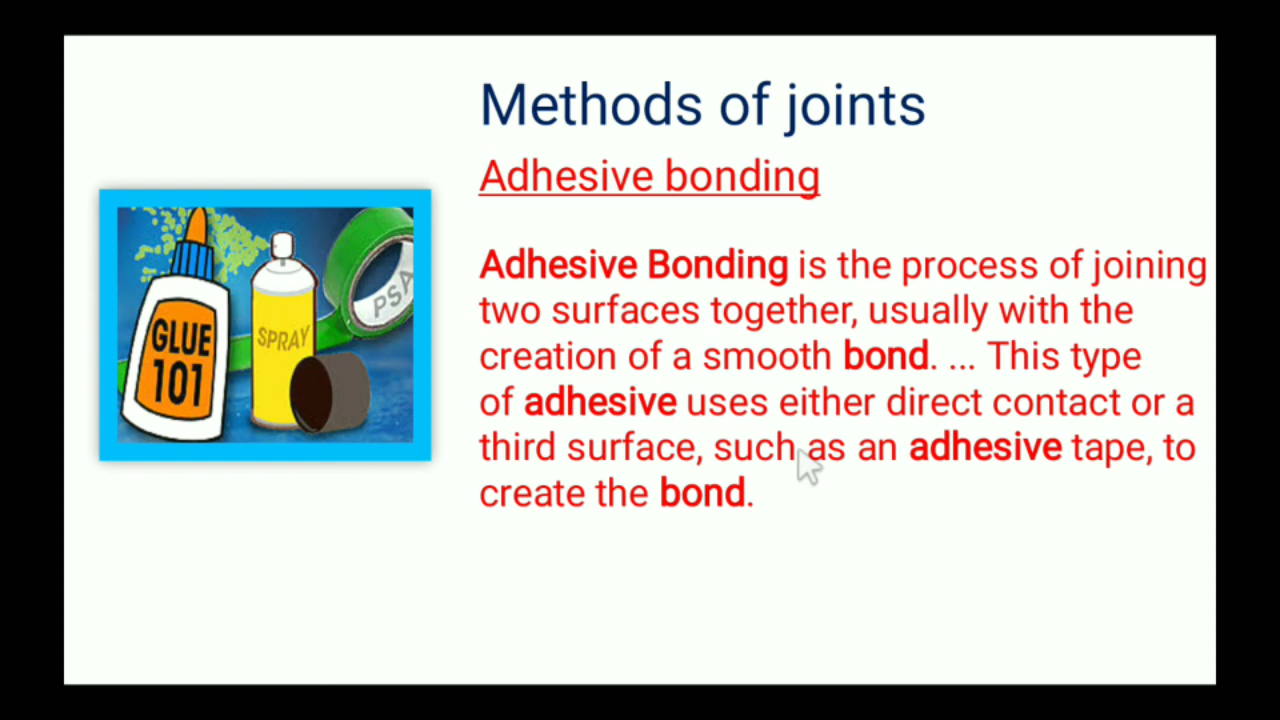 Methods of joints
Adhesive bonding
Adhesive Bonding is the process of joining
two surfaces together, usually with the
creation of a smooth bond. ... This type
of adhesive uses either direct contact or a
third surface, such as an adhesive tape, to
create the bond.
GLUE
101
SPRAY
PSA